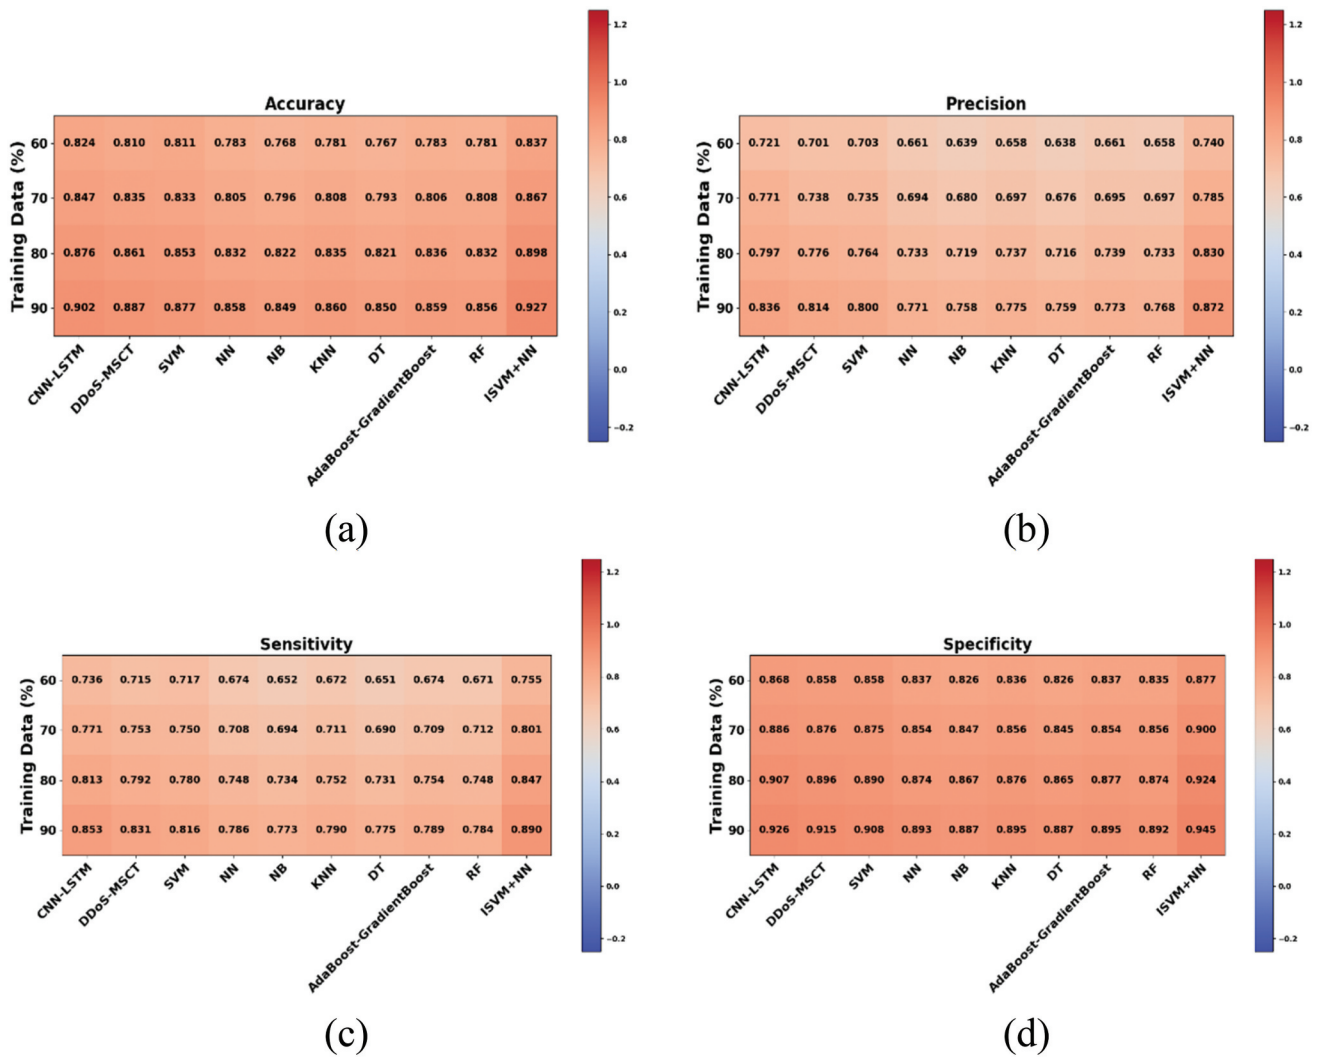 Accuracy
Training Data (%)
60 0.824 0.810 0.811 0.783 0.768 0.781 0.767 0.783 0.781 0.837
70 0.847 0.835 0.833 0.805 0.796 0.808 0.793 0.806 0.808 0.867
80 0.876 0.861 0.853 0.832 0.822 0.835 0.821 0.836 0.832 0.898
90 0.902 0.887 0.877 0.858 0.849 0.860 0.850 0.859 0.856 0.927
CNN-LSTM DDoS-MSCT SVM NN NB KNN DT AdaBoost-GradientBoost RF ISVM+NN
1.2
1.0
0.8
0.6
0.4
0.2
0.0
−0.2
(a)
Precision
Training Data (%)
60 0.721 0.701 0.703 0.661 0.639 0.658 0.638 0.661 0.658 0.740
70 0.771 0.738 0.735 0.694 0.680 0.697 0.676 0.695 0.697 0.785
80 0.797 0.776 0.764 0.733 0.719 0.737 0.716 0.739 0.733 0.830
90 0.836 0.814 0.800 0.771 0.758 0.775 0.759 0.773 0.768 0.872
CNN-LSTM DDoS-MSCT SVM NN NB KNN DT AdaBoost-GradientBoost RF ISVM+NN
1.2
1.0
0.8
0.6
0.4
0.2
0.0
−0.2
(b)
Sensitivity
Training Data (%)
60 0.736 0.715 0.717 0.674 0.652 0.672 0.651 0.674 0.671 0.755
70 0.771 0.753 0.750 0.708 0.694 0.711 0.690 0.709 0.712 0.801
80 0.813 0.792 0.780 0.748 0.734 0.752 0.731 0.754 0.748 0.847
90 0.853 0.831 0.816 0.786 0.773 0.790 0.775 0.789 0.784 0.890
CNN-LSTM DDoS-MSCT SVM NN NB KNN DT AdaBoost-GradientBoost RF ISVM+NN
1.2
1.0
0.8
0.6
0.4
0.2
0.0
−0.2
(c)
Specificity
Training Data (%)
60 0.868 0.858 0.858 0.837 0.826 0.836 0.826 0.837 0.835 0.877
70 0.886 0.876 0.875 0.854 0.847 0.856 0.845 0.854 0.856 0.900
80 0.907 0.896 0.890 0.874 0.867 0.876 0.865 0.877 0.874 0.924
90 0.926 0.915 0.908 0.893 0.887 0.895 0.887 0.895 0.892 0.945
CNN-LSTM DDoS-MSCT SVM NN NB KNN DT AdaBoost-GradientBoost RF ISVM+NN
1.2
1.0
0.8
0.6
0.4
0.2
0.0
−0.2
(d)